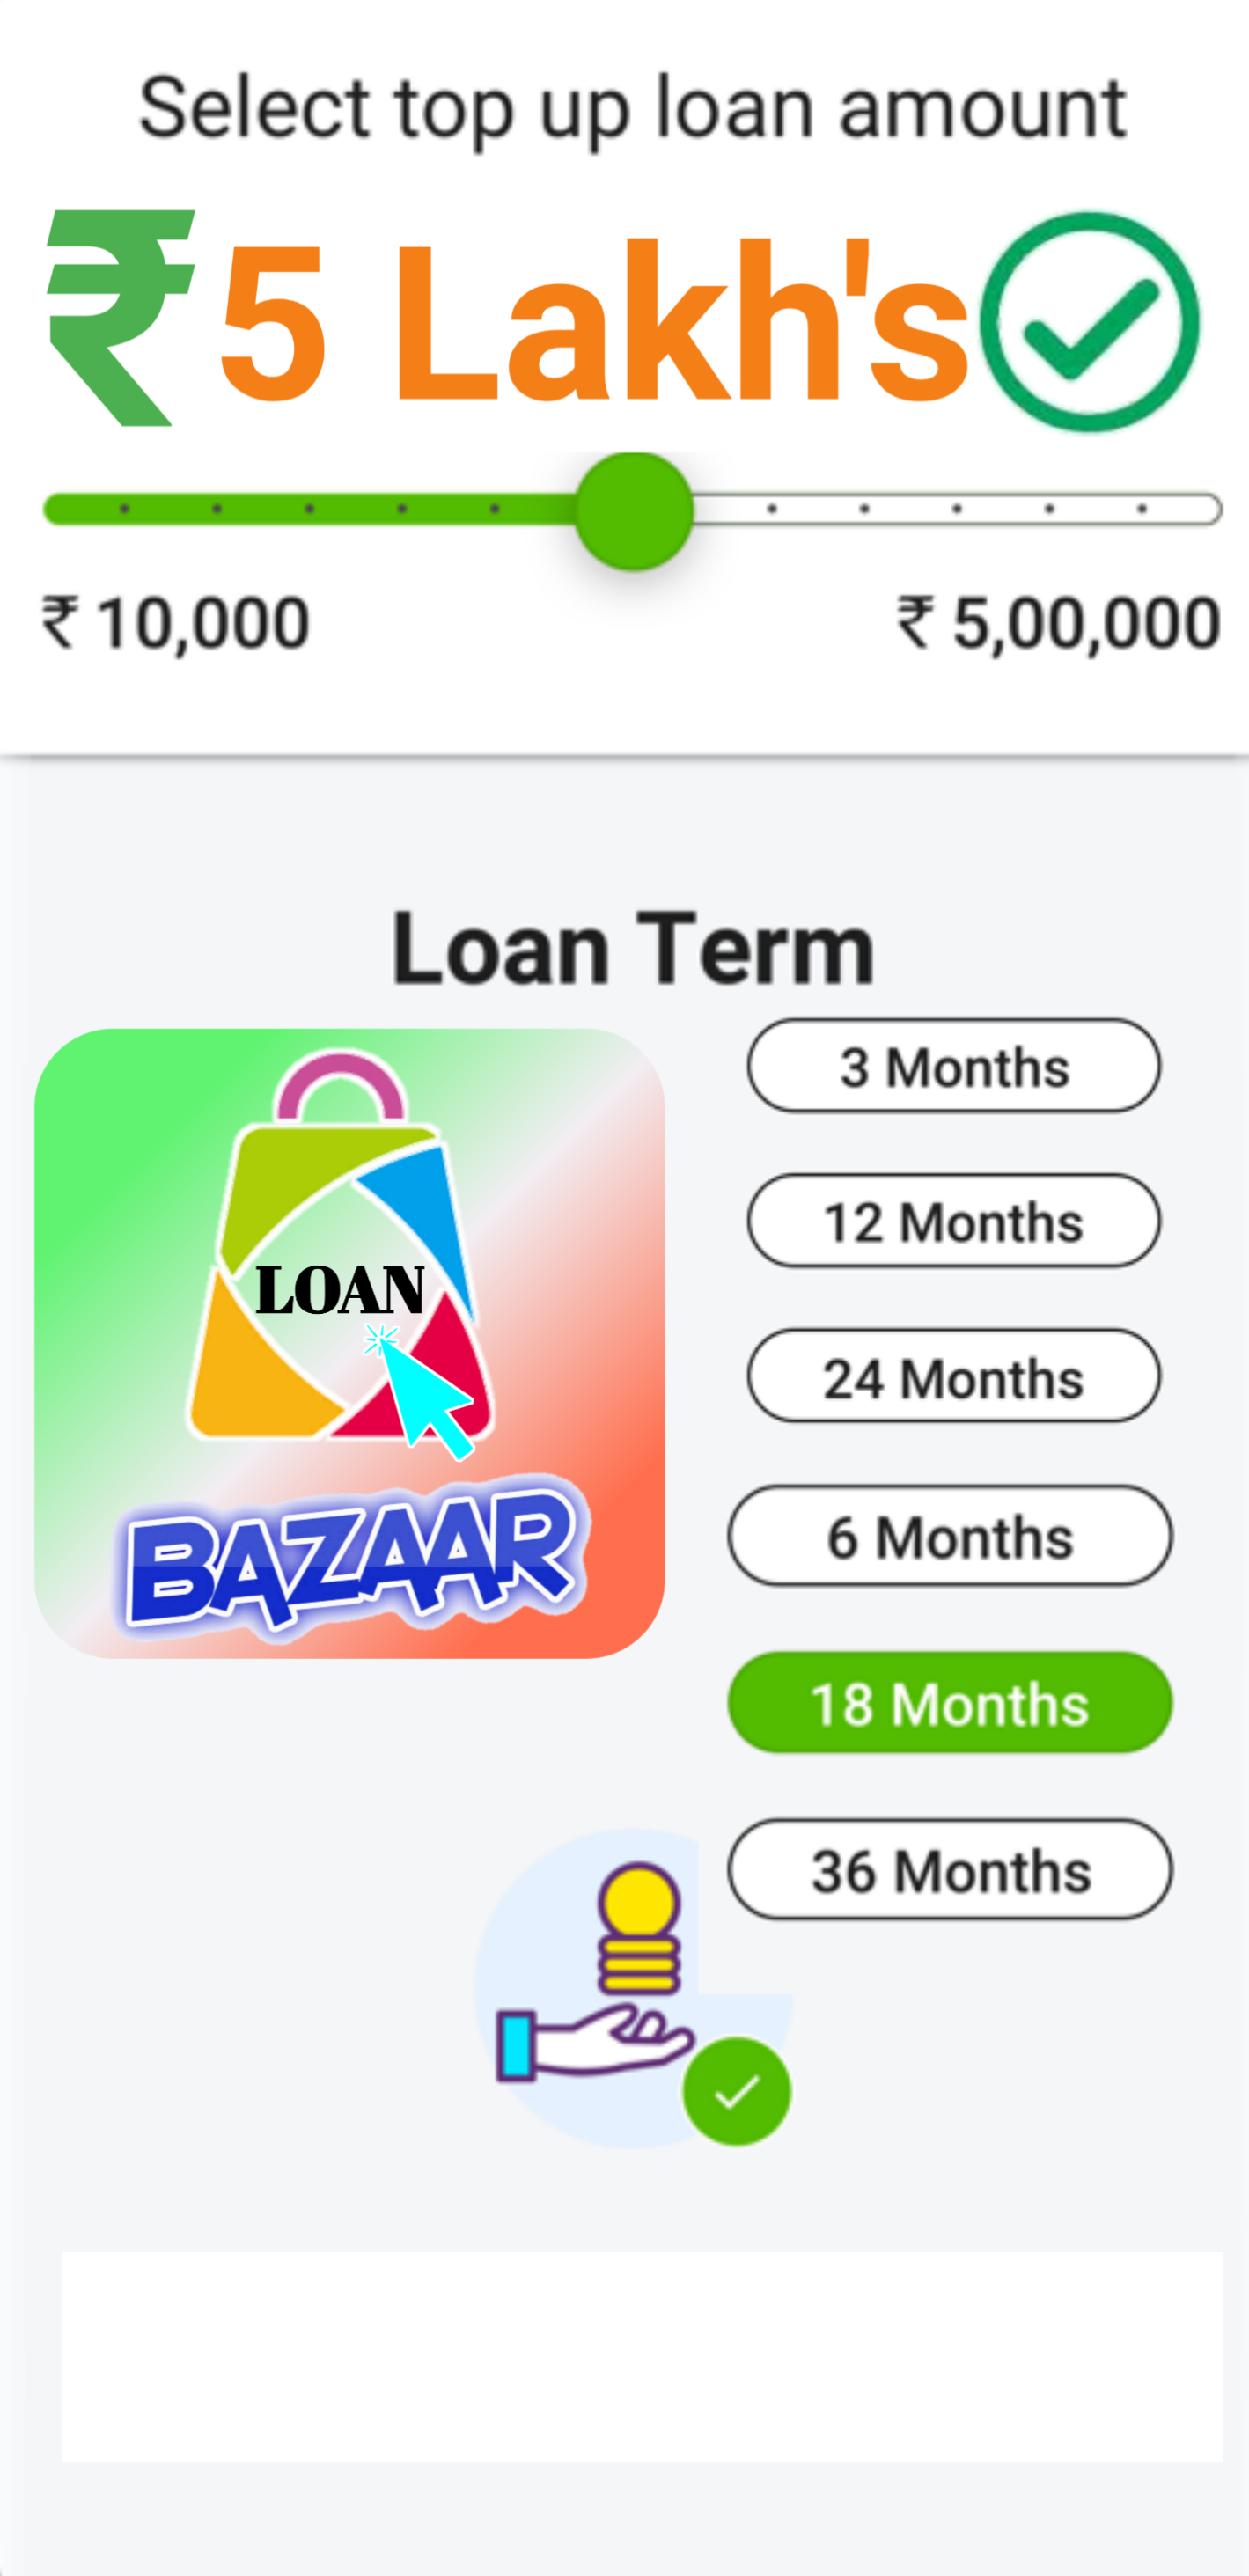 Select top up loan amount
₹5 Lakh's
₹ 10,000
₹ 5,00,000
Loan Term
3 Months
12 Months
24 Months
6 Months
18 Months
36 Months
LOAN
BAZAAR